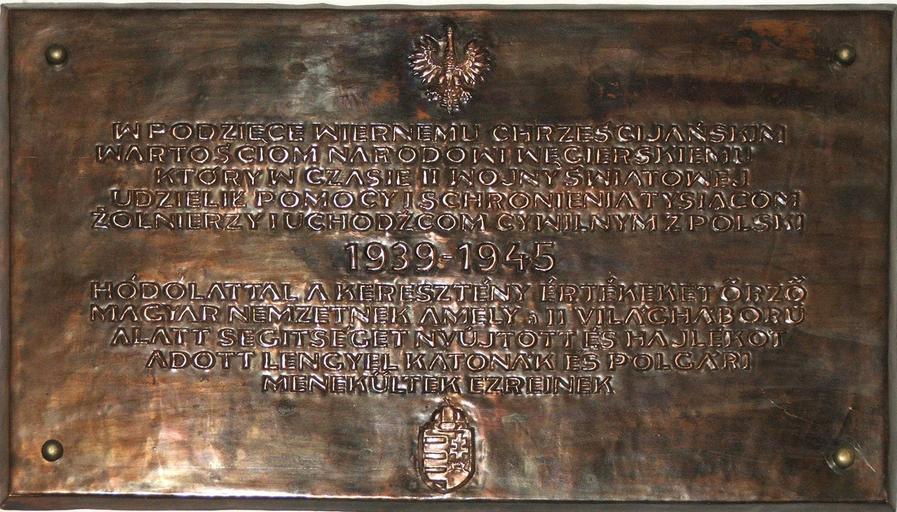 W PODZIĘCE WIERNEMU CHRZEŚCIJAŃSKIM
WARTOŚCIOM NARODOWI WĘGIERSKIEMU
KTÓRY W CZASIE II WOJNY ŚWIATOWEJ
UDZIELIŁ POMOCY I SCHRONIENIA TYSIĄCOM
ŻOŁNIERZY I UCHODŹCOM CYWILNYM Z POLSKI
1939-1945
HÓDOLATTAL A KERESZTÉNY ÉRTÉKEKET ŐRZŐ
MAGYAR NEMZETNEK AMELY a II VILÁGHÁBORÚ
ALATT SEGITSÉGET NYÚJTOTT ÉS HAJLÉKOT
ADOTT LENGYEL KATONÁK ÉS POLGÁRI
MENEKÜLTEK EZREINEK